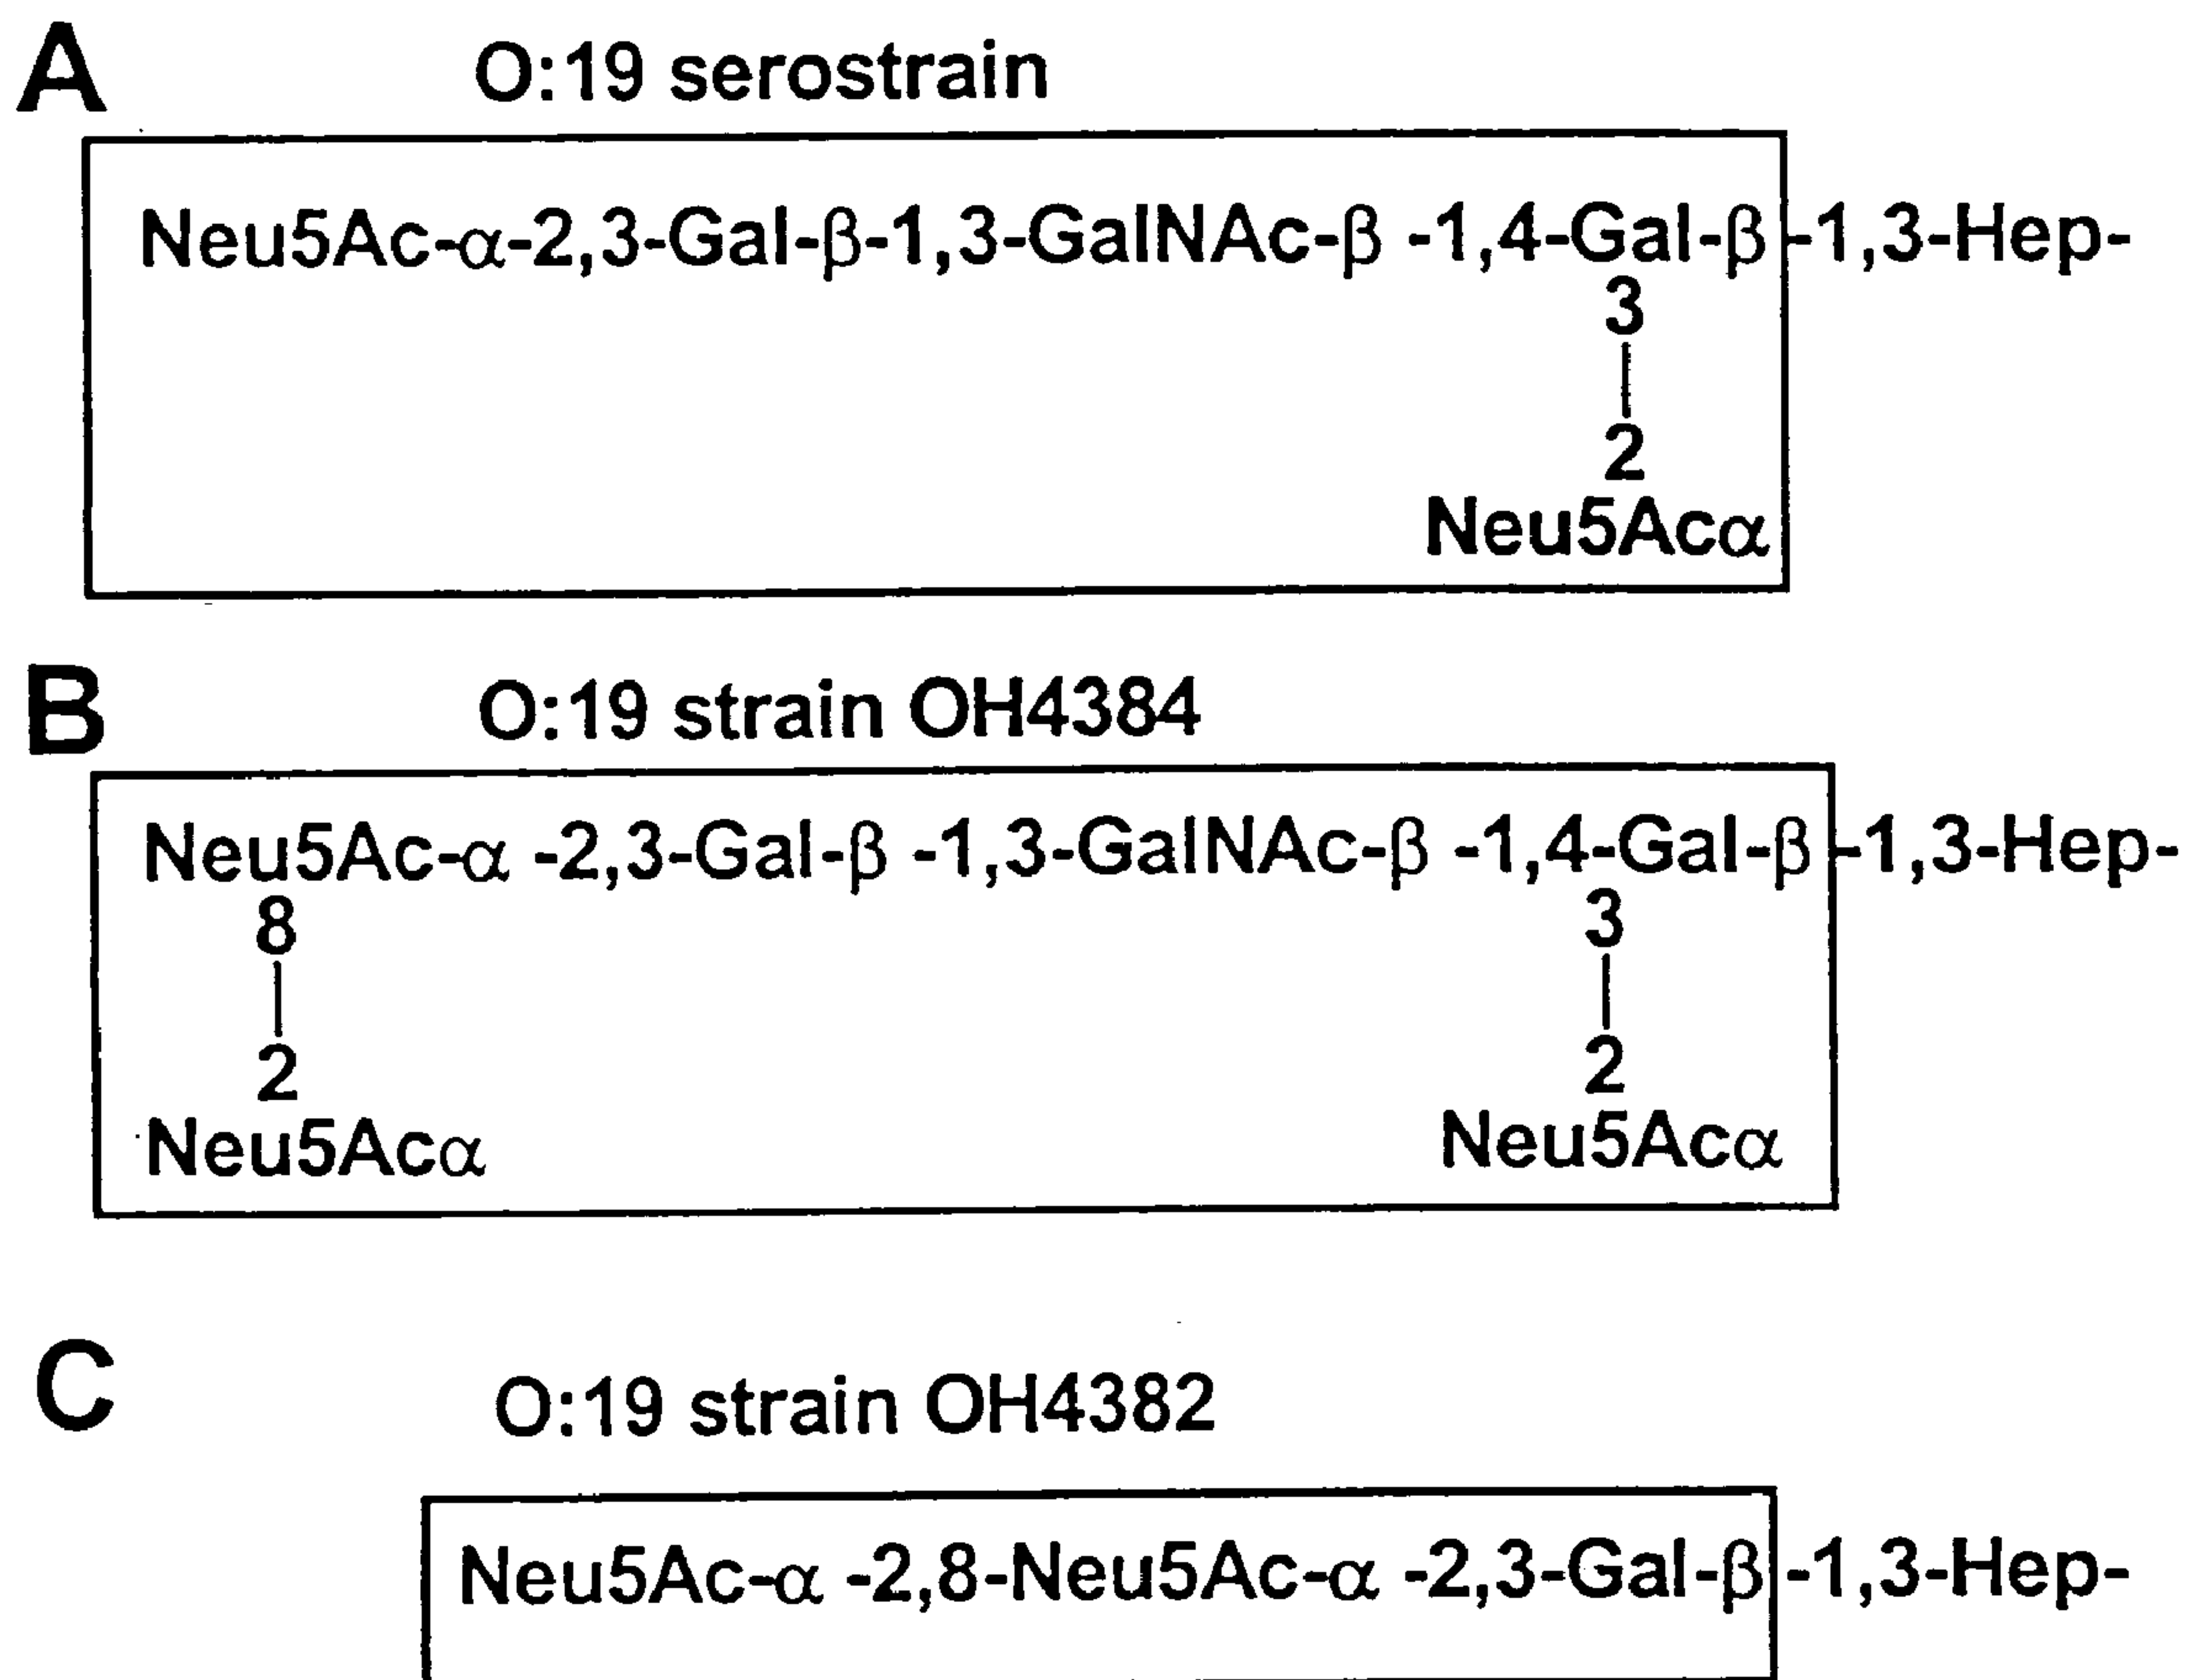 A
O:19 serostrain
Neu5Ac-α-2,3-Gal-β-1,3-GalNAc-β -1,4-Gal-β-1,3-Hep-
3
2
Neu5Acα
B
O:19 strain OH4384
Neu5Ac-α -2,3-Gal-β -1,3-GalNAc-β -1,4-Gal-β-1,3-Hep-
8 3
2 2
Neu5Acα Neu5Acα
C
O:19 strain OH4382
Neu5Ac-α -2,8-Neu5Ac-α -2,3-Gal-β-1,3-Hep-